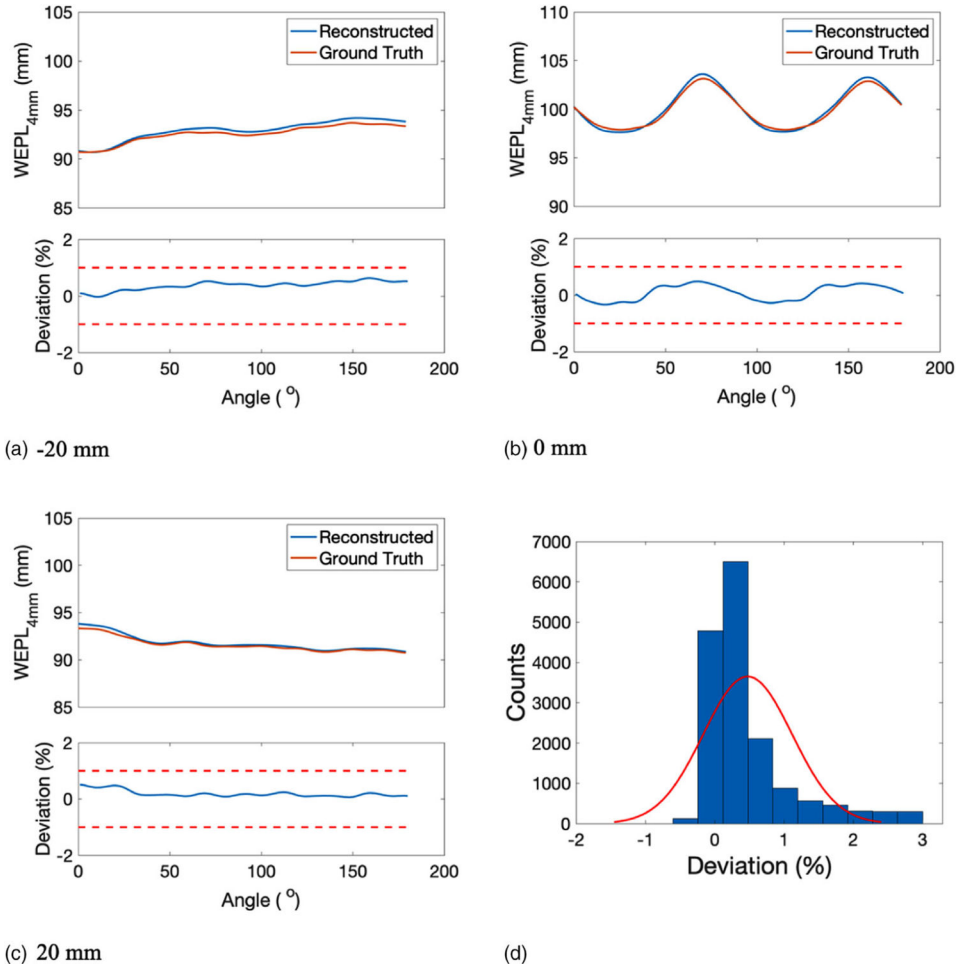 105
100
95
90
85
WEPL4mm (mm)
Reconstructed
Ground Truth
2
0
-2
Deviation (%)
0 50 100 150 200
Angle ( o)
(a) -20 mm
110
105
100
95
90
WEPL4mm (mm)
Reconstructed
Ground Truth
2
0
-2
Deviation (%)
0 50 100 150 200
Angle ( o)
(b) 0 mm
105
100
95
90
85
WEPL4mm (mm)
Reconstructed
Ground Truth
2
0
-2
Deviation (%)
0 50 100 150 200
Angle ( o)
(c) 20 mm
7000
6000
5000
4000
3000
2000
1000
0
Counts
-2 -1 0 1 2 3
Deviation (%)
(d)